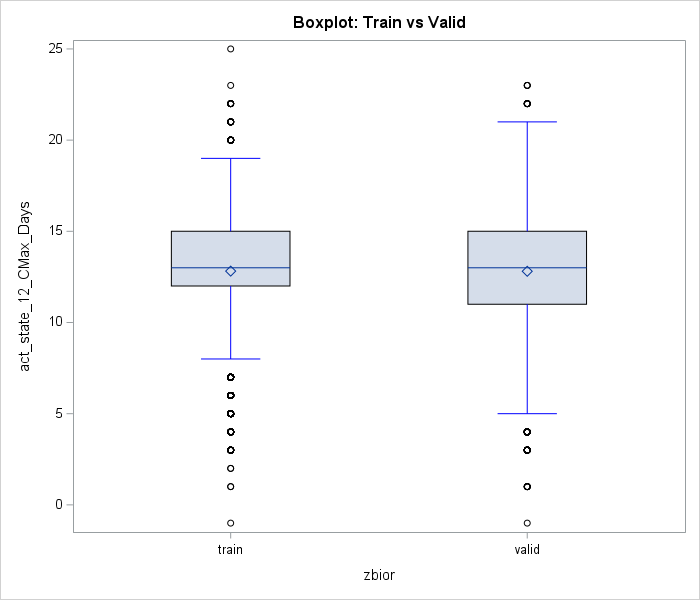 Boxplot: Train vs Valid
25
20
15
10
5
0
act_state_12_CMax_Days
train
valid
zbior